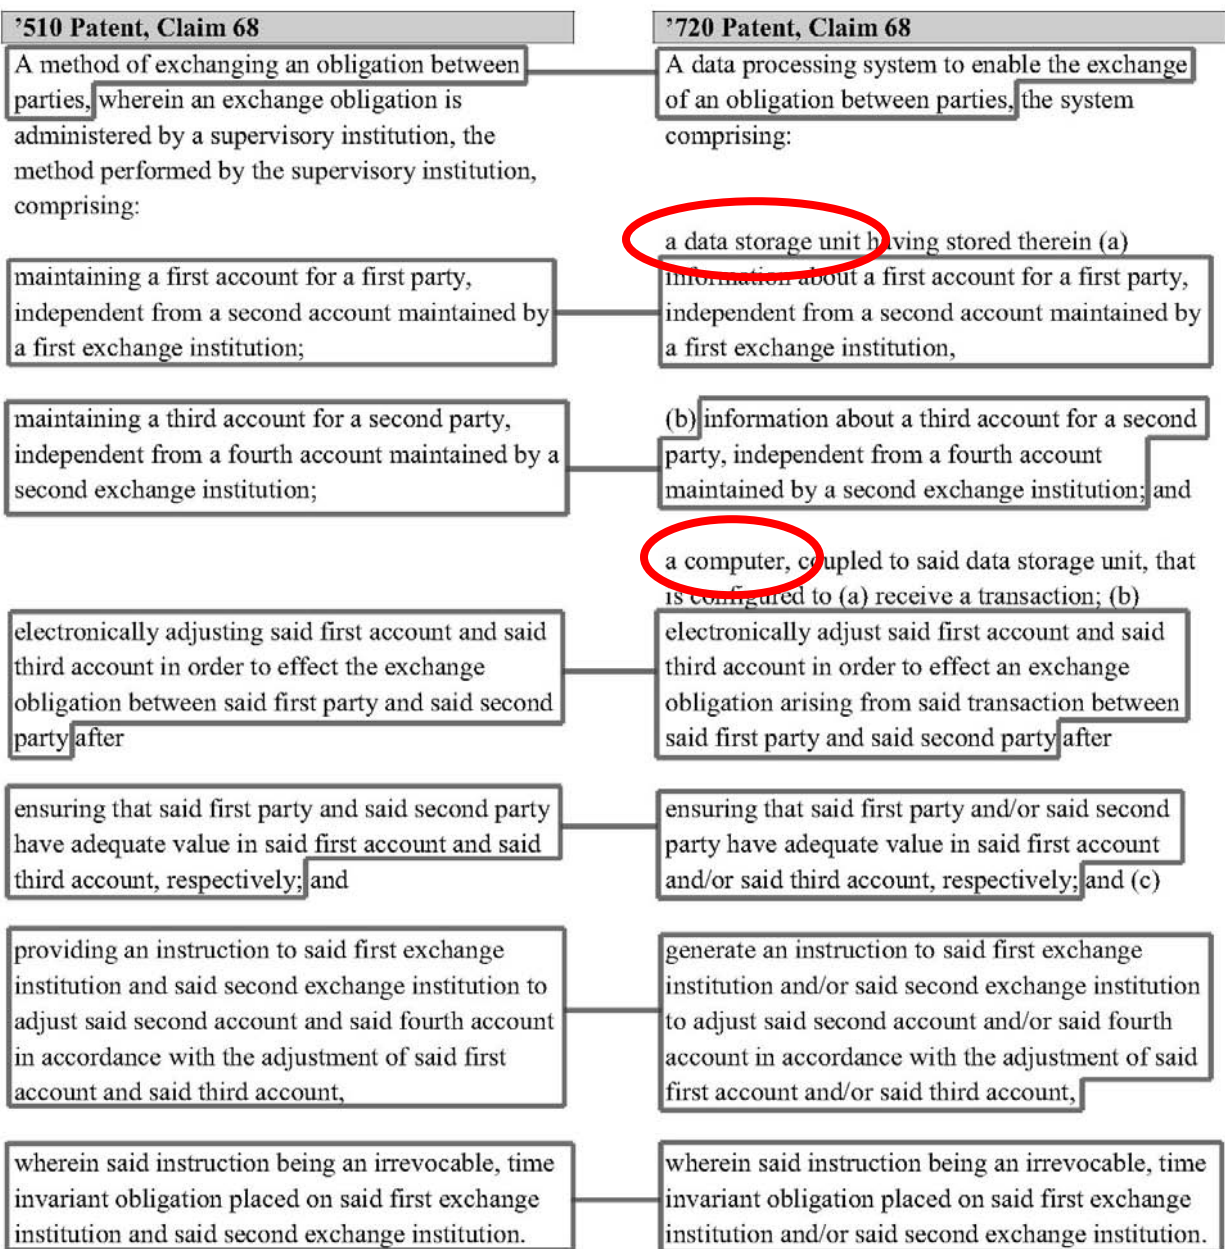 '510 Patent, Claim 68
A method of exchanging an obligation between
parties, wherein an exchange obligation is
administered by a supervisory institution, the
method performed by the supervisory institution,
comprising:
maintaining a first account for a first party,
independent from a second account maintained by
a first exchange institution;
maintaining a third account for a second party,
independent from a fourth account maintained by a
second exchange institution;
electronically adjusting said first account and said
third account in order to effect the exchange
obligation between said first party and said second
party after
ensuring that said first party and said second party
have adequate value in said first account and said
third account, respectively; and
providing an instruction to said first exchange
institution and said second exchange institution to
adjust said second account and said fourth account
in accordance with the adjustment of said first
account and said third account,
wherein said instruction being an irrevocable, time
invariant obligation placed on said first exchange
institution and said second exchange institution.
'720 Patent, Claim 68
A data processing system to enable the exchange
of an obligation between parties, the system
comprising:
a data storage unit having stored therein (a)
information about a first account for a first party,
independent from a second account maintained by
a first exchange institution,
(b) information about a third account for a second
party, independent from a fourth account
maintained by a second exchange institution; and
a computer, coupled to said data storage unit, that
is configured to (a) receive a transaction; (b)
electronically adjust said first account and said
third account in order to effect an exchange
obligation arising from said transaction between
said first party and said second party after
ensuring that said first party and/or said second
party have adequate value in said first account
and/or said third account, respectively; and (c)
generate an instruction to said first exchange
institution and/or said second exchange institution
to adjust said second account and/or said fourth
account in accordance with the adjustment of said
first account and/or said third account,
wherein said instruction being an irrevocable, time
invariant obligation placed on said first exchange
institution and/or said second exchange institution.